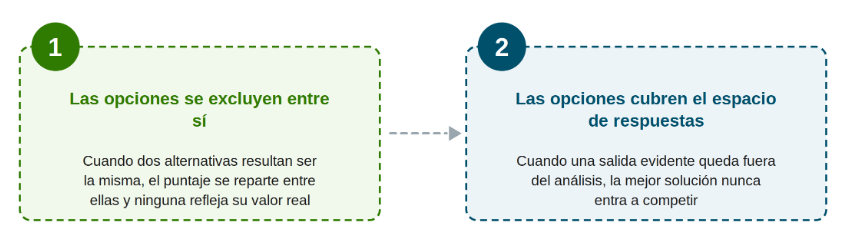 1
Las opciones se excluyen entre
sí
Cuando dos alternativas resultan ser
la misma, el puntaje se reparte entre
ellas y ninguna refleja su valor real
2
Las opciones cubren el espacio
de respuestas
Cuando una salida evidente queda fuera
del análisis, la mejor solución nunca
entra a competir